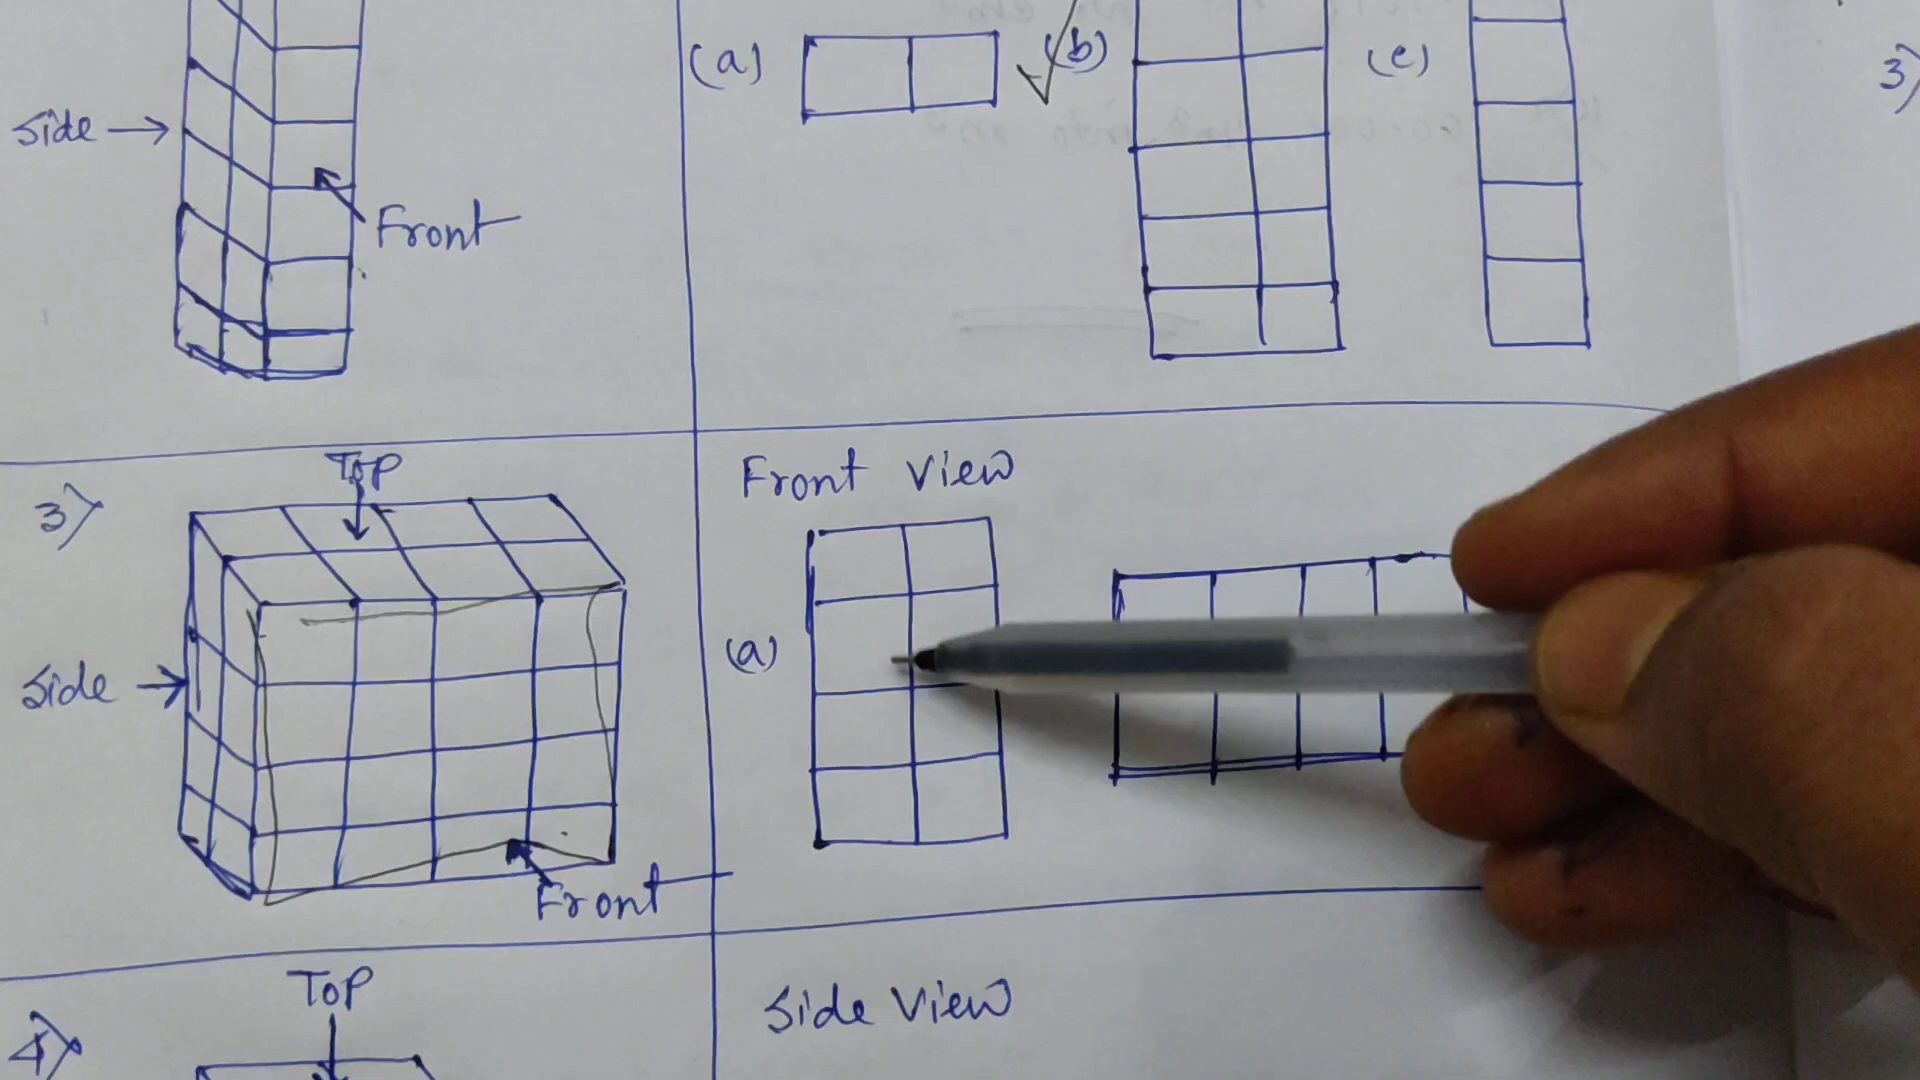 (a)
(b)
(c)
3)
Side
Front
3)
Top
Front View
(a)
Side
Front
4)
Top
Side View